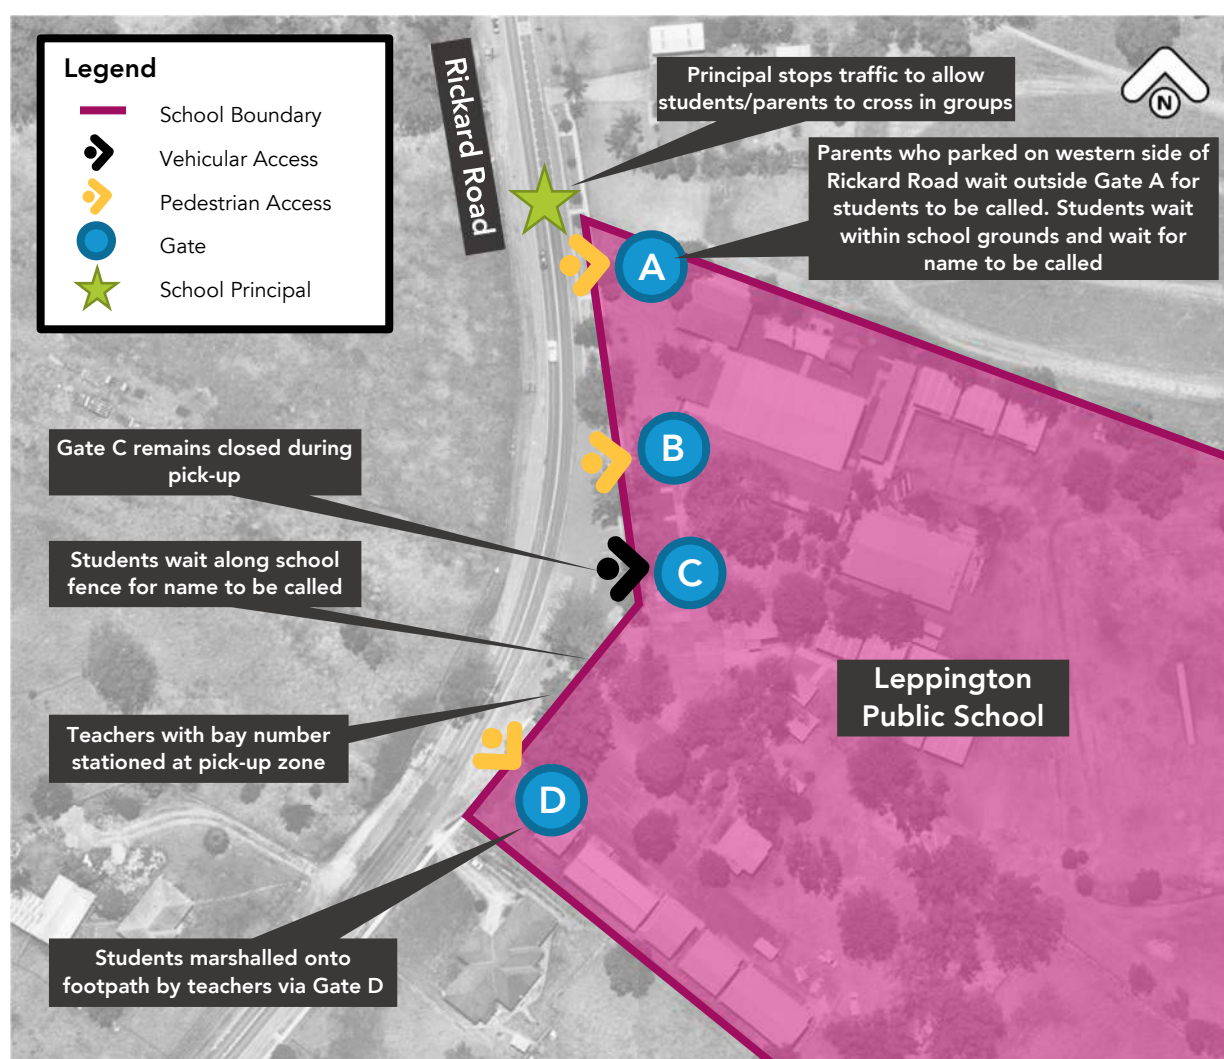 Legend
School Boundary
Vehicular Access
Pedestrian Access
Gate
School Principal
Rickard Road
Principal stops traffic to allow
students/parents to cross in groups
N
Parents who parked on western side of
Rickard Road wait outside Gate A for
students to be called. Students wait
within school grounds and wait for
name to be called
A
B
Gate C remains closed during
pick-up
C
Students wait along school
fence for name to be called
Leppington
Public School
Teachers with bay number
stationed at pick-up zone
D
Students marshalled onto
footpath by teachers via Gate D